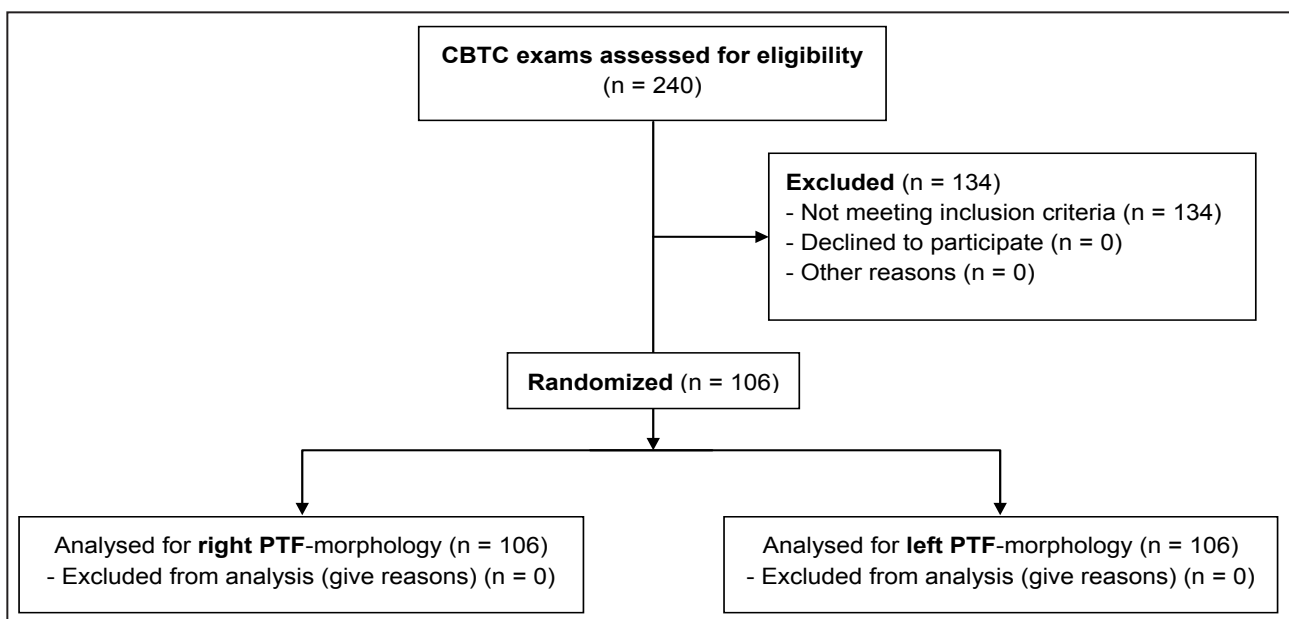 CBTC exams assessed for eligibility
(n = 240)
Excluded (n = 134)
- Not meeting inclusion criteria (n = 134)
- Declined to participate (n = 0)
- Other reasons (n = 0)
Randomized (n = 106)
Analysed for right PTF-morphology (n = 106)
- Excluded from analysis (give reasons) (n = 0)
Analysed for left PTF-morphology (n = 106)
- Excluded from analysis (give reasons) (n = 0)